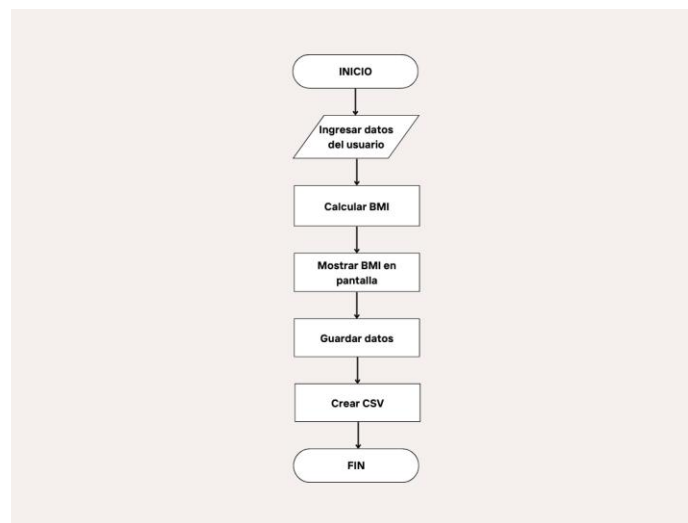 INICIO
Ingresar datos
del usuario
Calcular BMI
Mostrar BMI en
pantalla
Guardar datos
Crear CSV
FIN